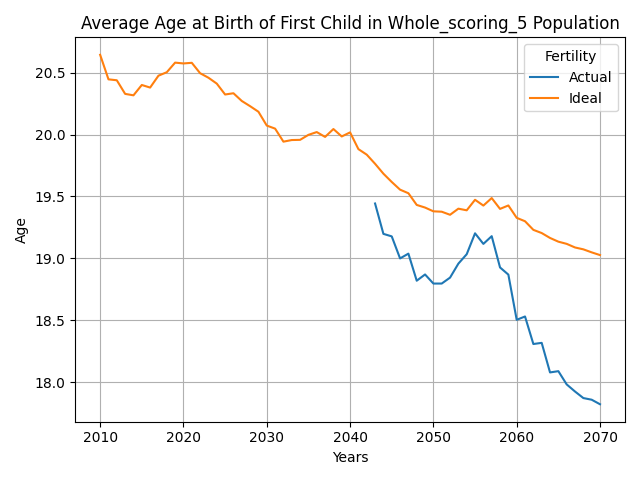 Average Age at Birth of First Child in Whole_scoring_5 Population
Fertility
Actual
Ideal
Age
20.5
20.0
19.5
19.0
18.5
18.0
2010 2020 2030 2040 2050 2060 2070
Years